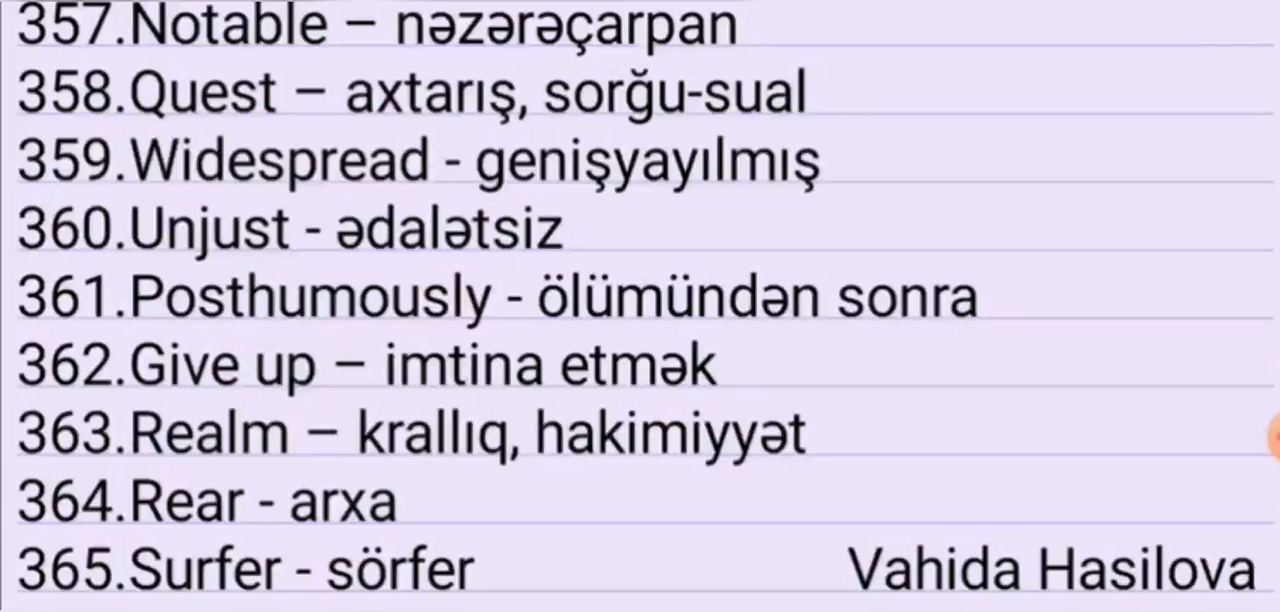 357.Notable – nəzərəçarpan
358.Quest – axtarış, sorğu-sual
359.Widespread - genişyayılmış
360.Unjust - ədalətsiz
361.Posthumously - ölümündən sonra
362.Give up – imtina etmək
363.Realm – krallıq, hakimiyyət
364.Rear - arxa
365.Surfer - sörfer Vahida Hasilova